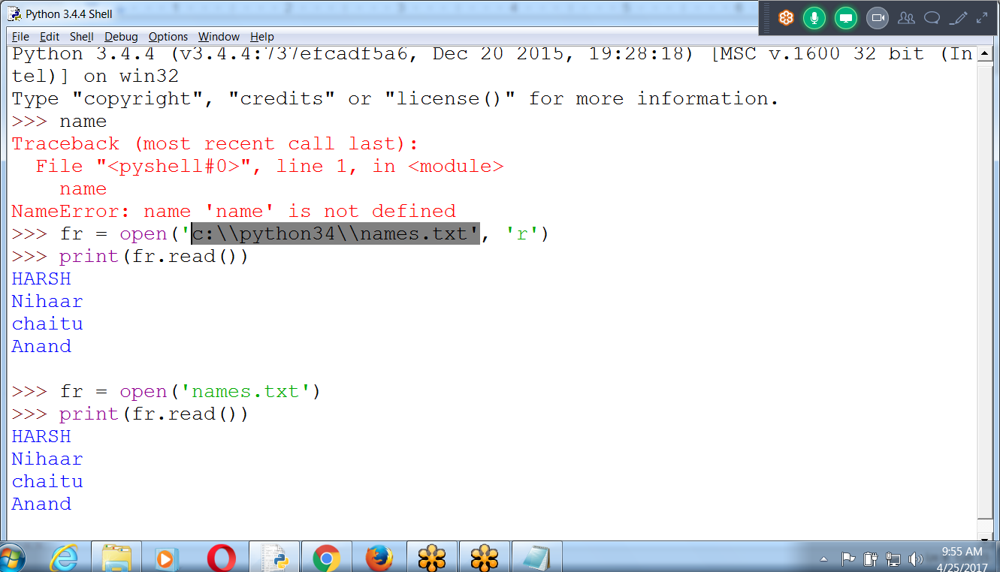 Python 3.4.4 Shell
File Edit Shell Debug Options Window Help
Python 3.4.4 (v3.4.4:737efcadf5a6, Dec 20 2015, 19:28:18) [MSC v.1600 32 bit (In
tel)] on win32
Type "copyright", "credits" or "license()" for more information.
>>> name
Traceback (most recent call last):
  File "<pyshell#0>", line 1, in <module>
    name
NameError: name 'name' is not defined
>>> fr = open('c:\\python34\\names.txt', 'r')
>>> print(fr.read())
HARSH
Nihaar
chaitu
Anand

>>> fr = open('names.txt')
>>> print(fr.read())
HARSH
Nihaar
chaitu
Anand
9:55 AM
4/25/2017